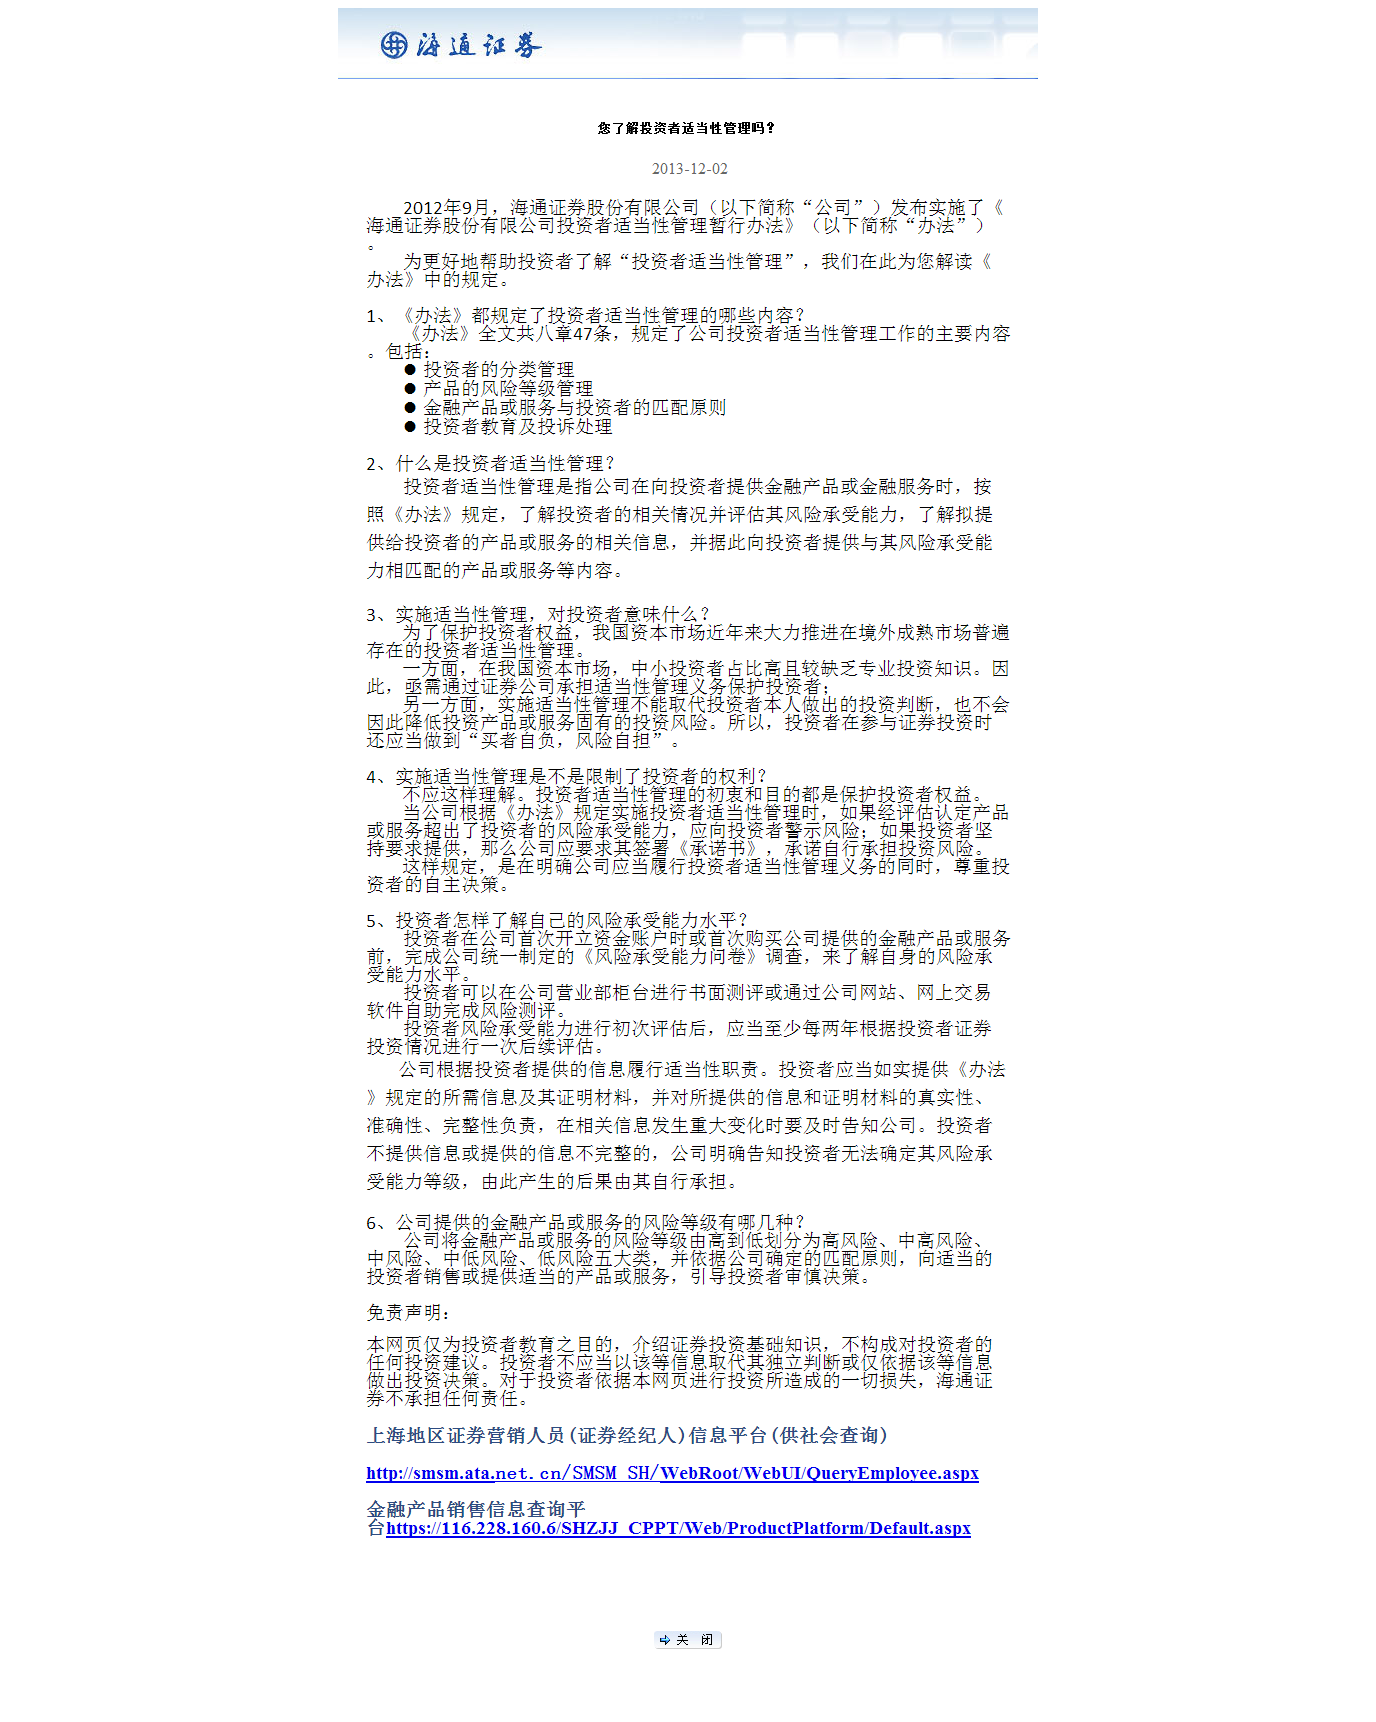 海通证券
您了解投资者适当性管理吗？
2013-12-02
2012年9月，海通证券股份有限公司（以下简称“公司”）发布实施了《
海通证券股份有限公司投资者适当性管理暂行办法》（以下简称“办法”）
。
为更好地帮助投资者了解“投资者适当性管理”，我们在此为您解读《
办法》中的规定。
1、《办法》都规定了投资者适当性管理的哪些内容？
《办法》全文共八章47条，规定了公司投资者适当性管理工作的主要内容
。包括：
● 投资者的分类管理
● 产品的风险等级管理
● 金融产品或服务与投资者的匹配原则
● 投资者教育及投诉处理
2、什么是投资者适当性管理？
投资者适当性管理是指公司在向投资者提供金融产品或金融服务时，按
照《办法》规定，了解投资者的相关情况并评估其风险承受能力，了解拟提
供给投资者的产品或服务的相关信息，并据此向投资者提供与其风险承受能
力相匹配的产品或服务等内容。
3、实施适当性管理，对投资者意味什么？
为了保护投资者权益，我国资本市场近年来大力推进在境外成熟市场普遍
存在的投资者适当性管理。
一方面，在我国资本市场，中小投资者占比高且较缺乏专业投资知识。因
此，亟需通过证券公司承担适当性管理义务保护投资者；
另一方面，实施适当性管理不能取代投资者本人做出的投资判断，也不会
因此降低投资产品或服务固有的投资风险。所以，投资者在参与证券投资时
还应当做到“买者自负，风险自担”。
4、实施适当性管理是不是限制了投资者的权利？
不应这样理解。投资者适当性管理的初衷和目的都是保护投资者权益。
当公司根据《办法》规定实施投资者适当性管理时，如果经评估认定产品
或服务超出了投资者的风险承受能力，应向投资者警示风险；如果投资者坚
持要求提供，那么公司应要求其签署《承诺书》，承诺自行承担投资风险。
这样规定，是在明确公司应当履行投资者适当性管理义务的同时，尊重投
资者的自主决策。
5、投资者怎样了解自己的风险承受能力水平？
投资者在公司首次开立资金账户时或首次购买公司提供的金融产品或服务
前，完成公司统一制定的《风险承受能力问卷》调查，来了解自身的风险承
受能力水平。
投资者可以在公司营业部柜台进行书面测评或通过公司网站、网上交易
软件自助完成风险测评。
投资者风险承受能力进行初次评估后，应当至少每两年根据投资者证券
投资情况进行一次后续评估。
公司根据投资者提供的信息履行适当性职责。投资者应当如实提供《办法
》规定的所需信息及其证明材料，并对所提供的信息和证明材料的真实性、
准确性、完整性负责，在相关信息发生重大变化时要及时告知公司。投资者
不提供信息或提供的信息不完整的，公司明确告知投资者无法确定其风险承
受能力等级，由此产生的后果由其自行承担。
6、公司提供的金融产品或服务的风险等级有哪几种？
公司将金融产品或服务的风险等级由高到低划分为高风险、中高风险、
中风险、中低风险、低风险五大类，并依据公司确定的匹配原则，向适当的
投资者销售或提供适当的产品或服务，引导投资者审慎决策。
免责声明：
本网页仅为投资者教育之目的，介绍证券投资基础知识，不构成对投资者的
任何投资建议。投资者不应当以该等信息取代其独立判断或仅依据该等信息
做出投资决策。对于投资者依据本网页进行投资所造成的一切损失，海通证
券不承担任何责任。
上海地区证券营销人员(证券经纪人)信息平台(供社会查询)
http://smsm.ata.net.cn/SMSM_SH/WebRoot/WebUI/QueryEmployee.aspx
金融产品销售信息查询平
台https://116.228.160.6/SHZJJ_CPPT/Web/ProductPlatform/Default.aspx
关 闭